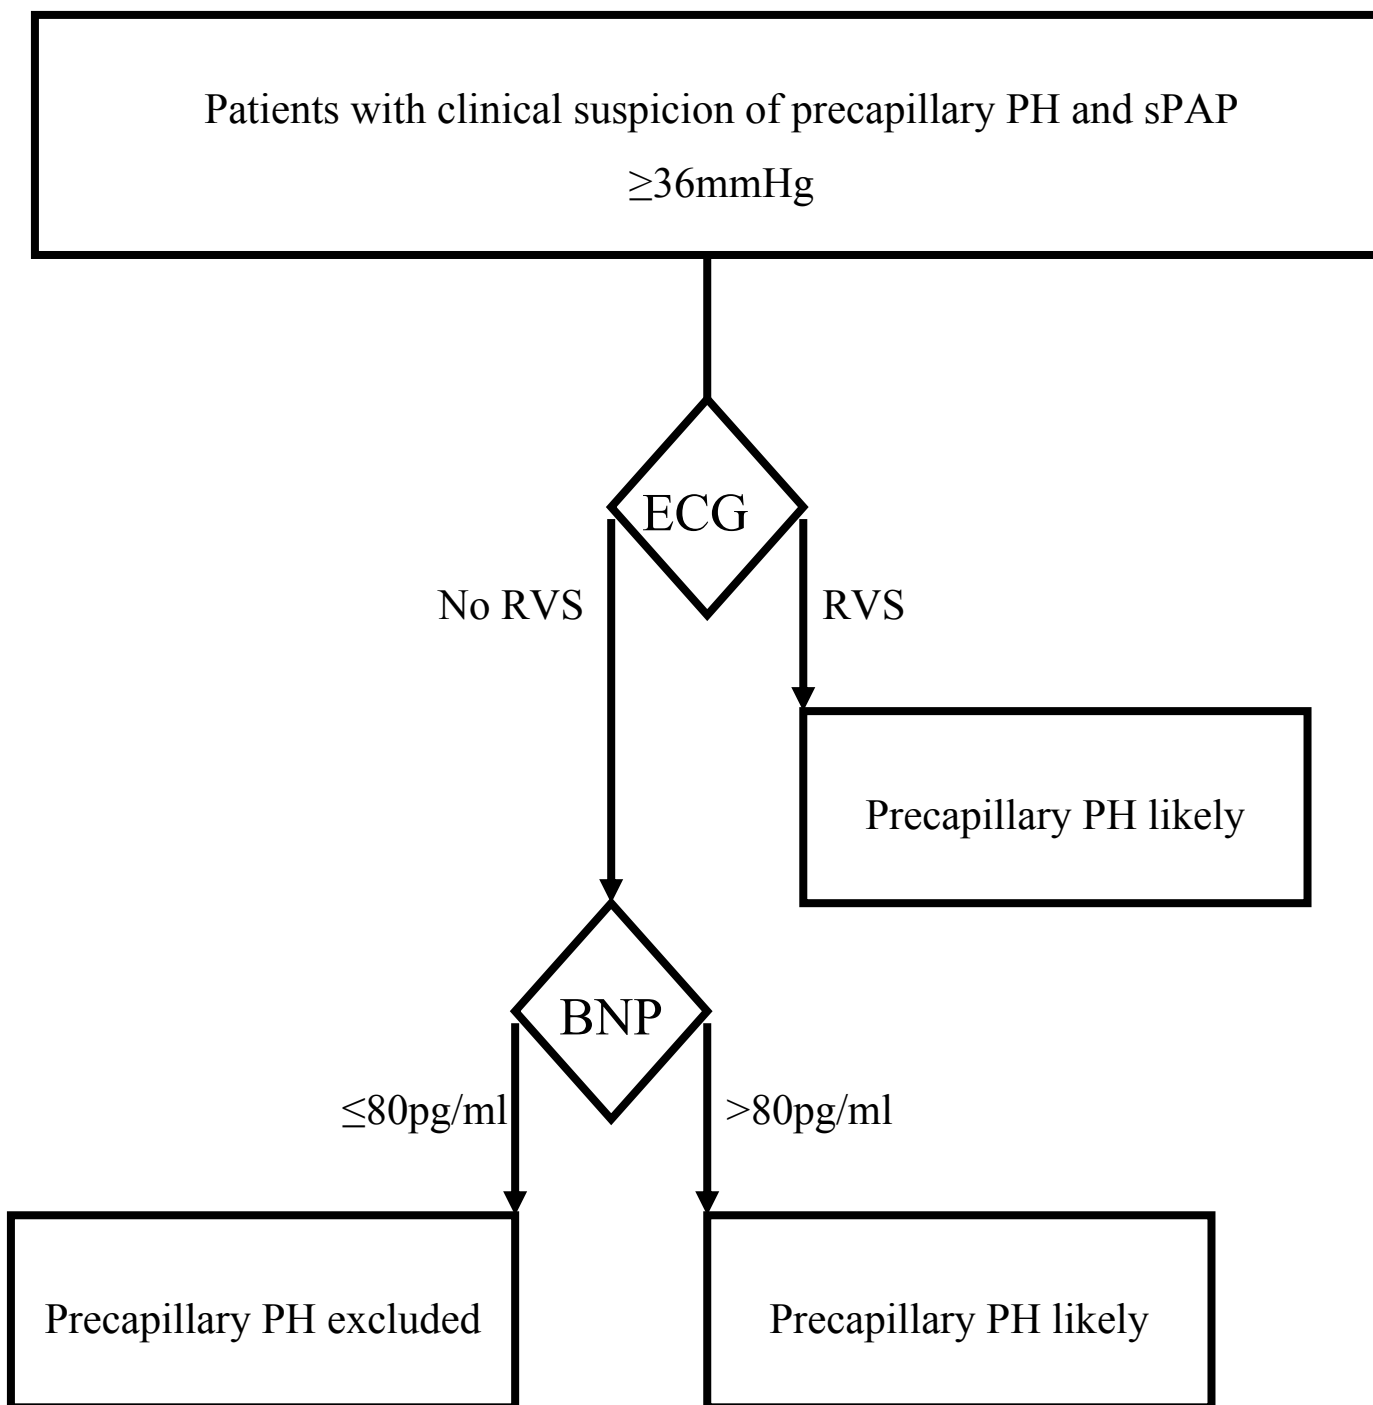 Patients with clinical suspicion of precapillary PH and sPAP
≥36mmHg
ECG
No RVS
RVS
Precapillary PH likely
BNP
≤80pg/ml
>80pg/ml
Precapillary PH excluded
Precapillary PH likely